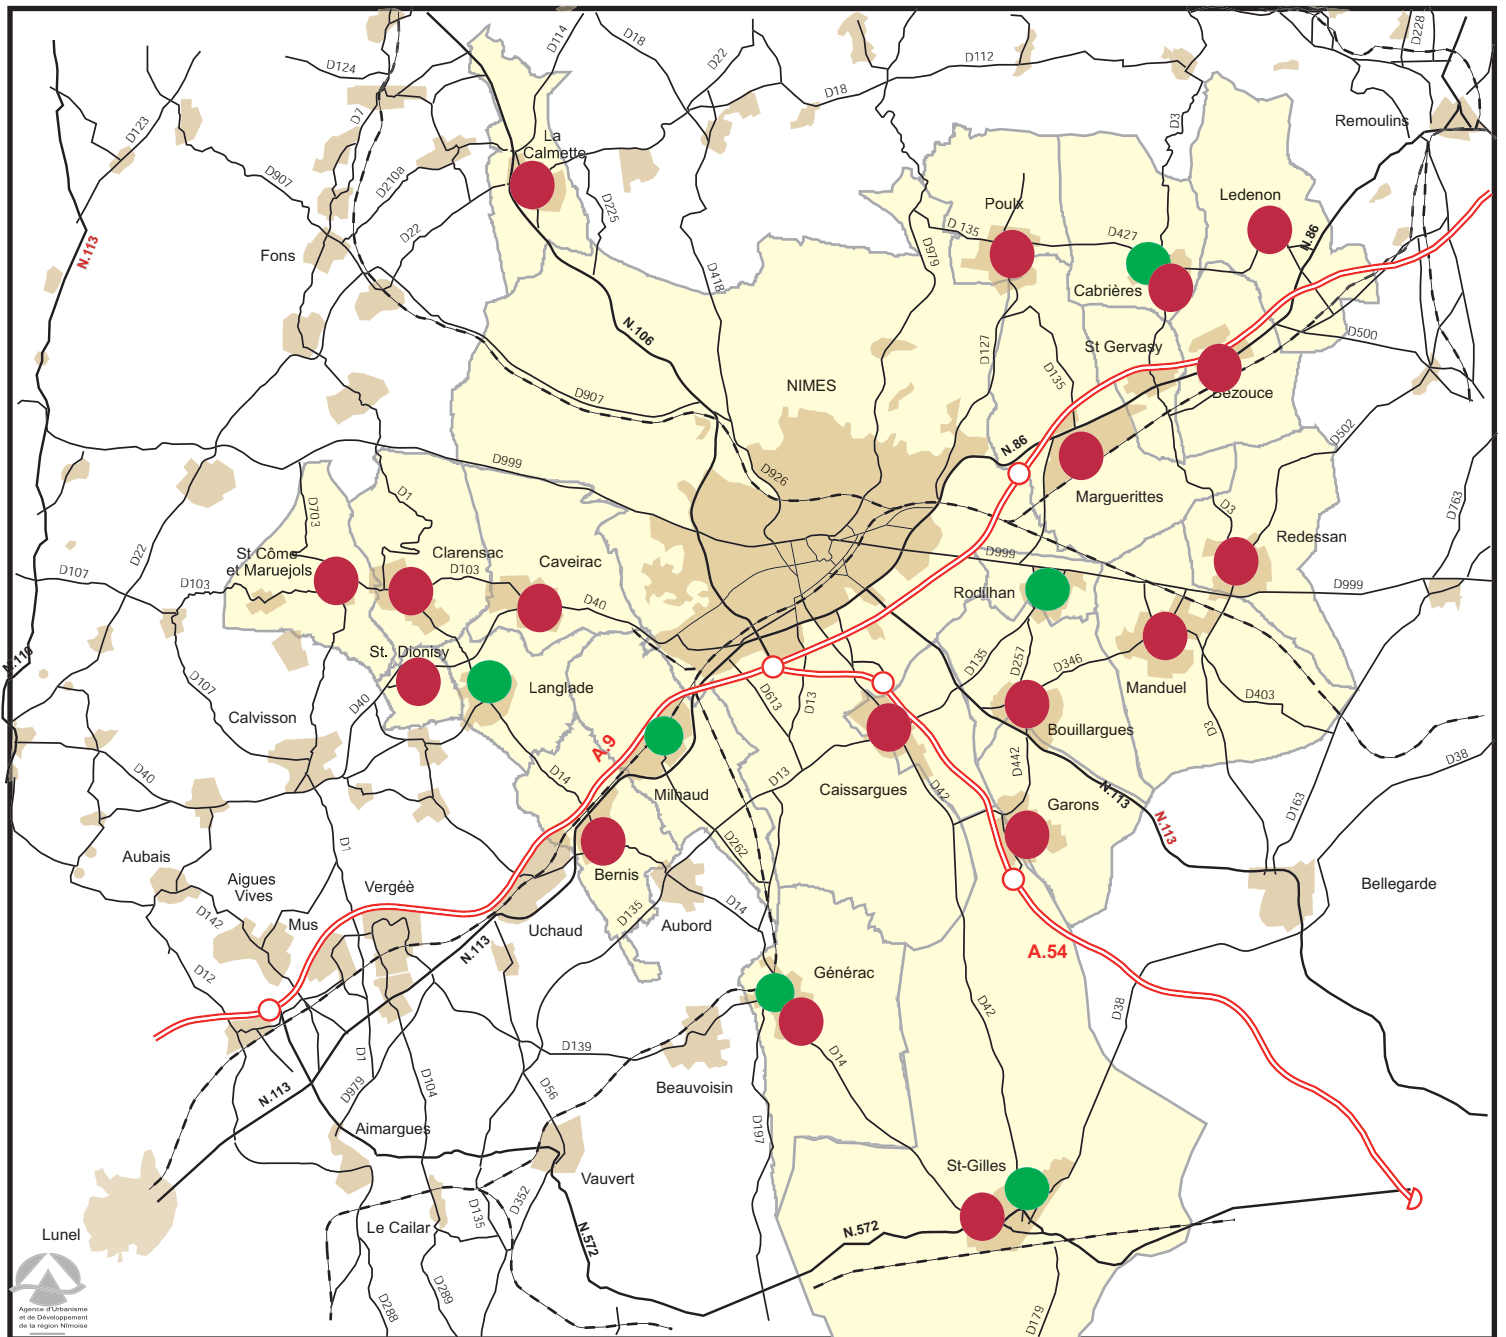 D114
D18
D22
D228
D124
D112
D18
D7
D123
La
Calmette
D3
Remoulins
D907
D210a
D225
Ledenon
Poulx
N.113
D22
D 135
D427
N.86
Fons
D979
D418
Cabrières
N.106
D127
St Gervasy
D500
D135
NIMES
D907
Bezouce
D502
N.86
D999
D926
D1
Marguerittes
D703
D3
D763
Redessan
St Côme
et Maruejols
Clarensac
D103
Caveirac
D999
D22
D107
D103
D40
Rodilhan
D999
N.110
St. Dionisy
D135
D257
D346
D107
Langlade
D613
D13
Manduel
D403
D40
Calvisson
A.9
Bouillargues
D3
D442
D38
D40
D14
D13
Milhaud
Caissargues
D42
N.113
Garons
N.113
D163
D1
D262
Aubais
Aigues
Vives
Vergéè
Bernis
Bellegarde
D142
Mus
D135
D14
Aubord
Uchaud
N.113
A.54
D12
Générac
D42
D38
D139
D1
D14
D979
D104
D56
Beauvoisin
N.113
Aimargues
D197
St-Gilles
Vauvert
D352
D135
Le Cailar
N.572
N.572
Lunel
D289
D288
D179
Agence d'Urbanisme
et de Développement
de la région Nîmoise